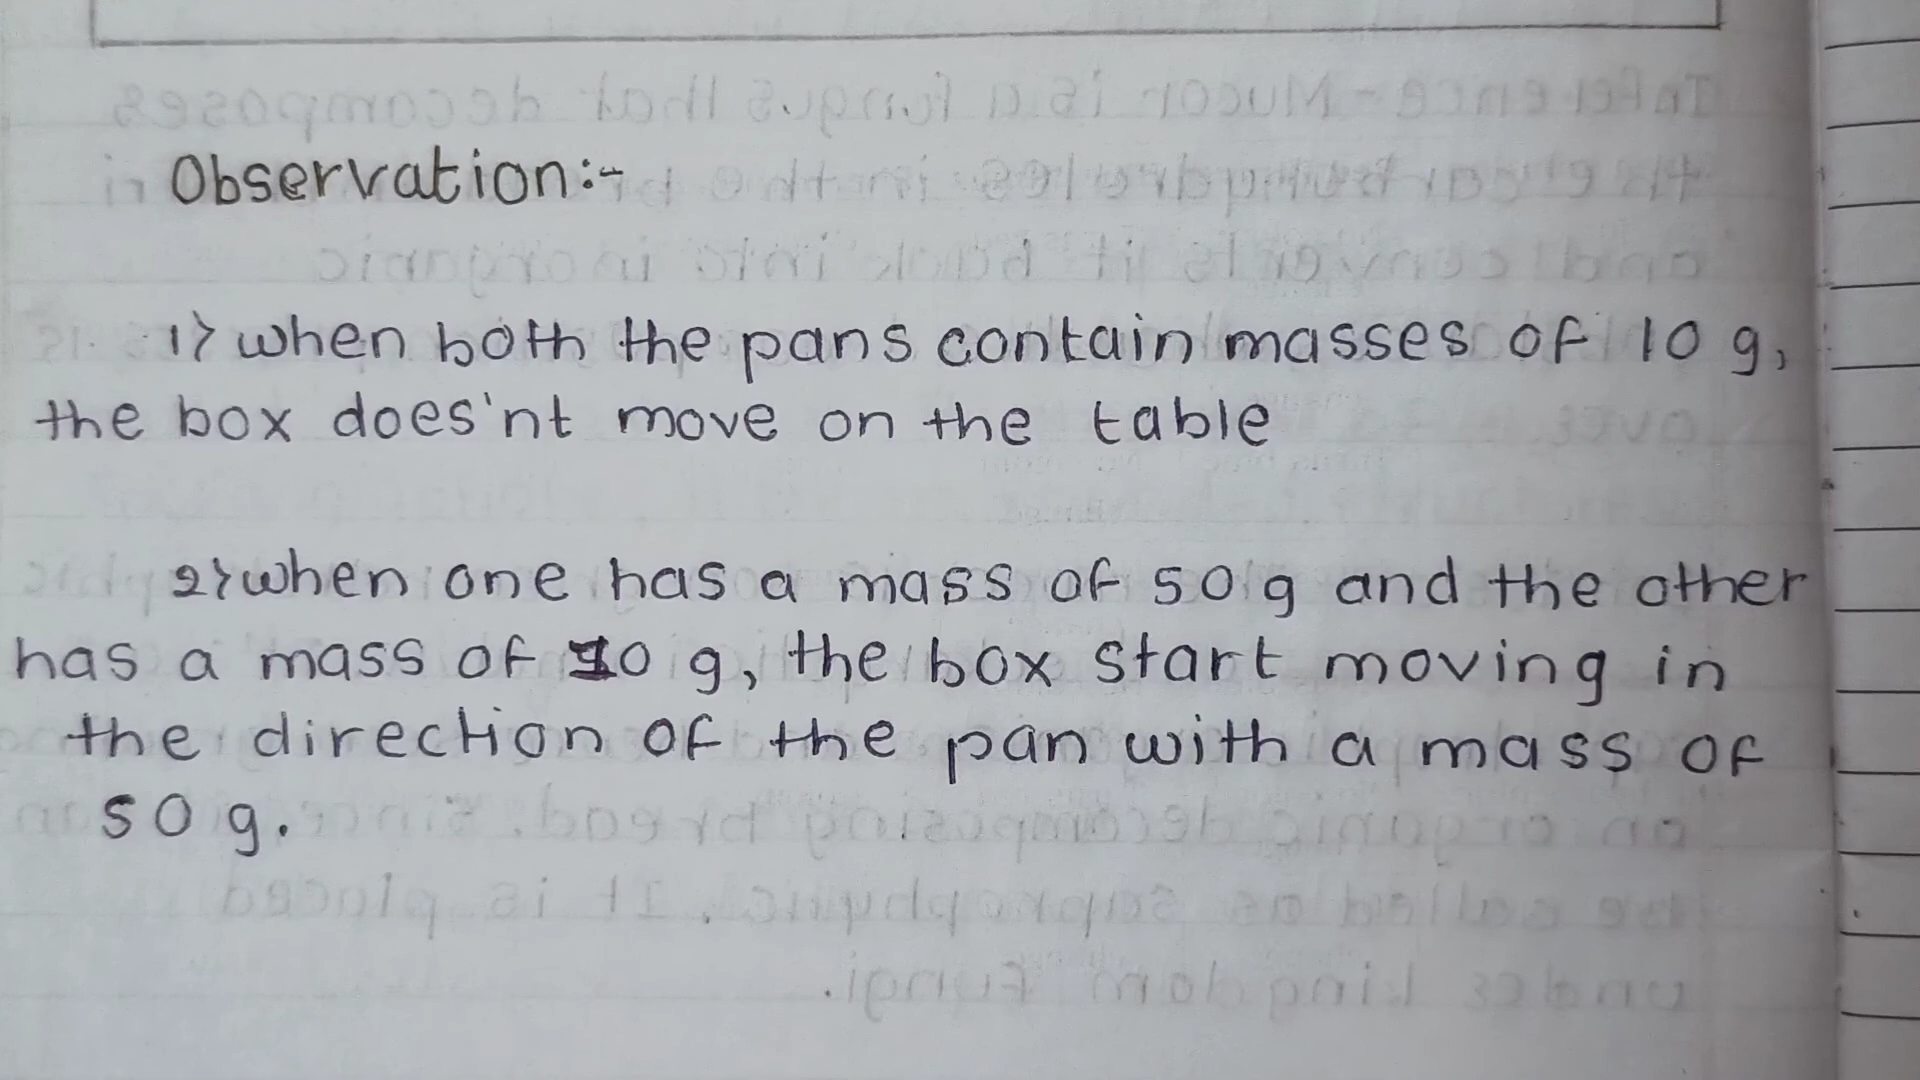 Observation:-
1) when both the pans contain masses of 10 g,
the box does'nt move on the table
2) when one has a mass of 50g and the other
has a mass of 10 g, the box start moving in
the direction of the pan with a mass of
50 g.